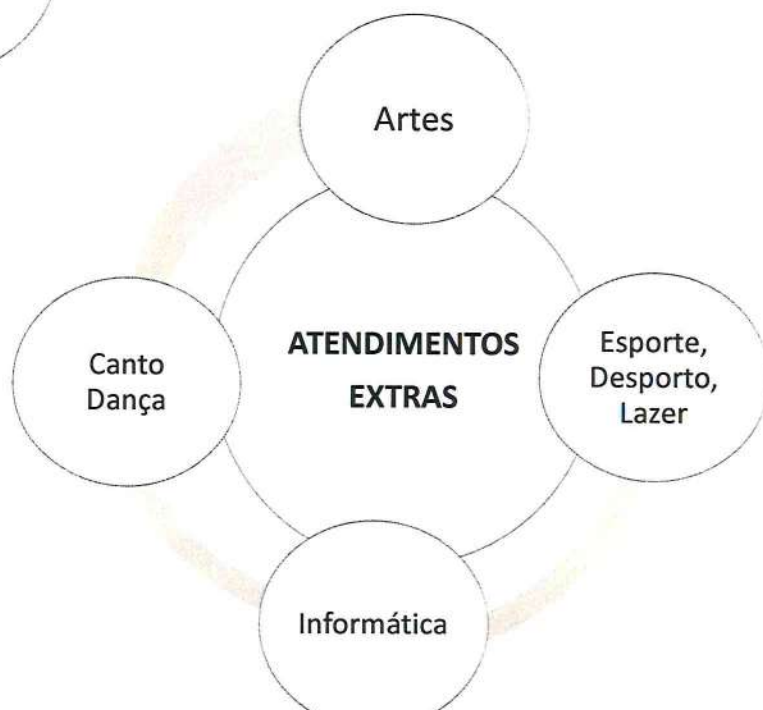 Artes
ATENDIMENTOS
EXTRAS
Esporte,
Desporto,
Lazer
Canto
Dança
Informática